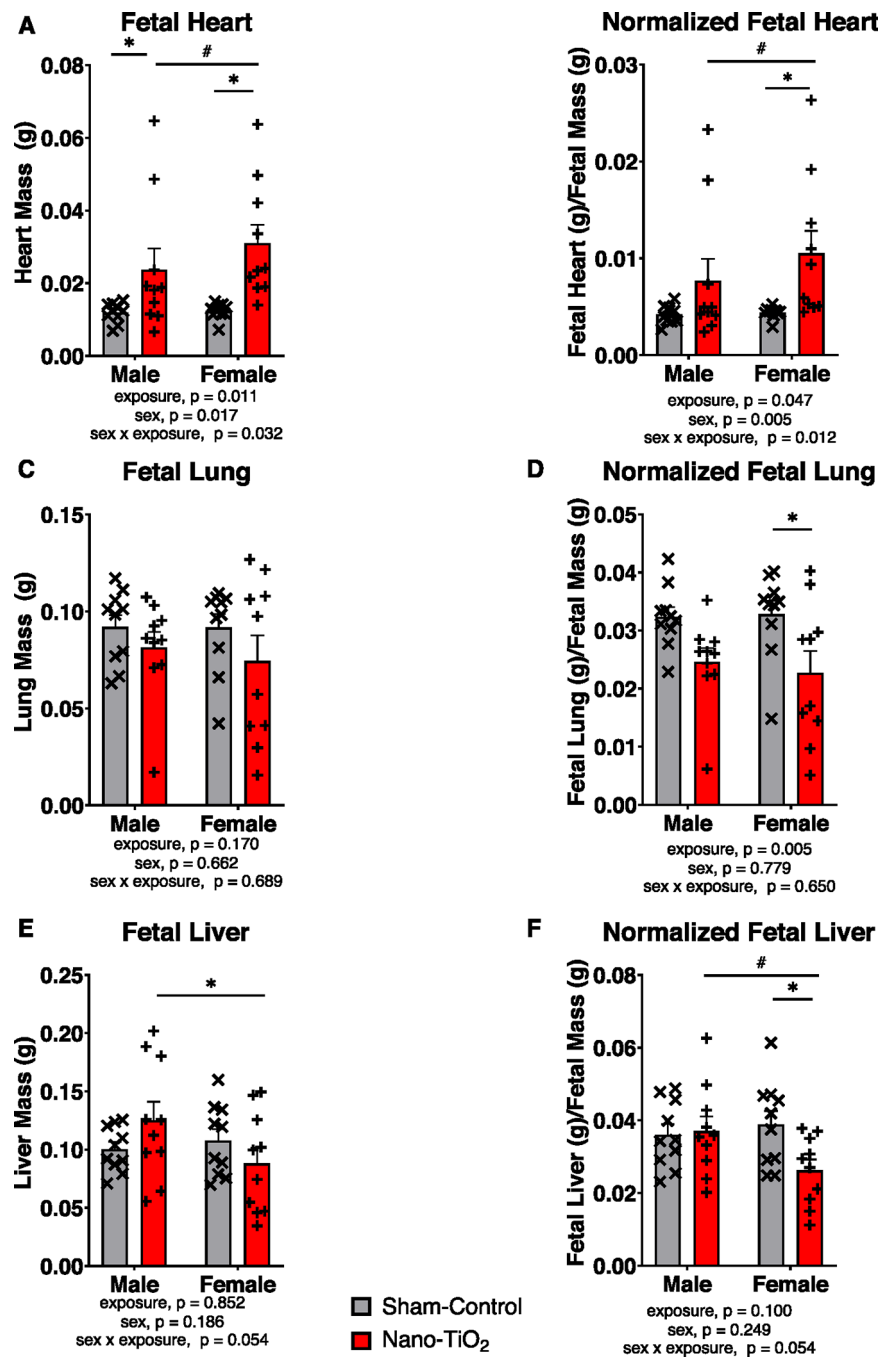 A
Fetal Heart
*
#
*
0.08
0.06
0.04
0.02
0.00
Heart Mass (g)
Male
Female
exposure, p = 0.011
sex, p = 0.017
sex x exposure, p = 0.032
Normalized Fetal Heart
#
*
0.03
0.02
0.01
0.00
Fetal Heart (g)/Fetal Mass (g)
Male
Female
exposure, p = 0.047
sex, p = 0.005
sex x exposure, p = 0.012
C
Fetal Lung
0.15
0.10
0.05
0.00
Lung Mass (g)
Male
Female
exposure, p = 0.170
sex, p = 0.662
sex x exposure, p = 0.689
D
Normalized Fetal Lung
*
0.05
0.04
0.03
0.02
0.01
0.00
Fetal Lung (g)/Fetal Mass (g)
Male
Female
exposure, p = 0.005
sex, p = 0.779
sex x exposure, p = 0.650
E
Fetal Liver
*
0.25
0.20
0.15
0.10
0.05
0.00
Liver Mass (g)
Male
Female
exposure, p = 0.852
sex, p = 0.186
sex x exposure, p = 0.054
F
Normalized Fetal Liver
#
*
0.08
0.06
0.04
0.02
0.00
Fetal Liver (g)/Fetal Mass (g)
Male
Female
exposure, p = 0.100
sex, p = 0.249
sex x exposure, p = 0.054
Sham-Control
Nano-TiO₂